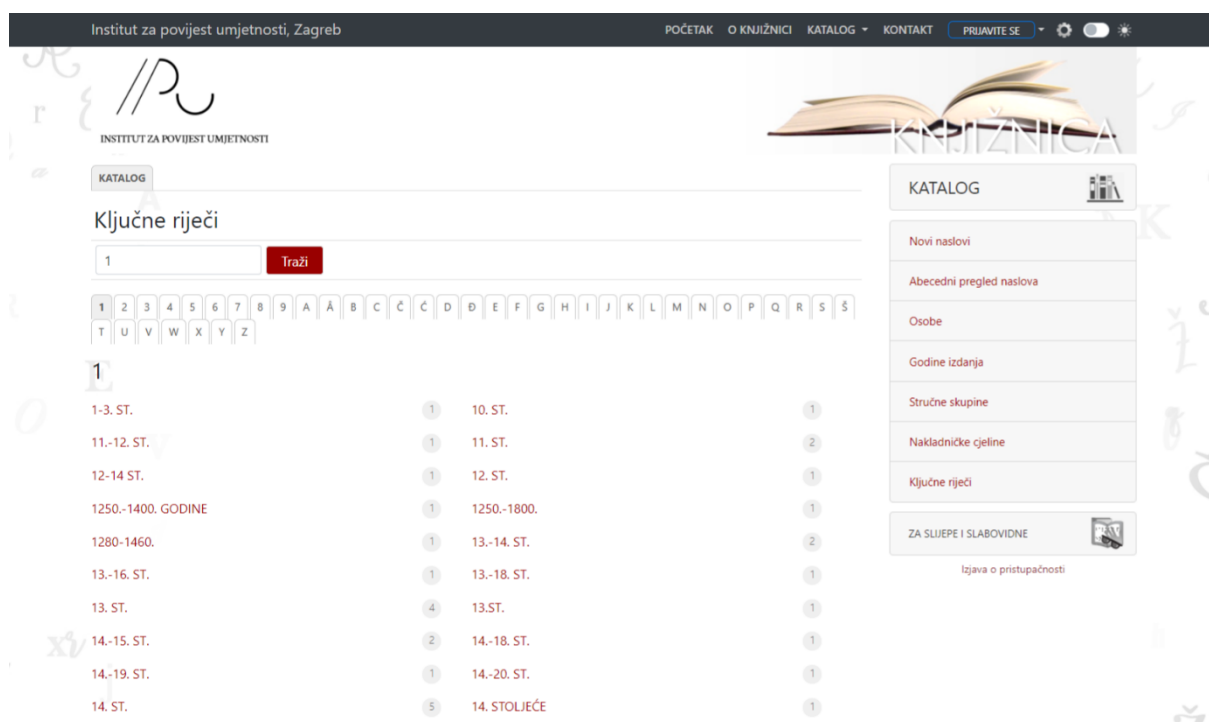 Institut za povijest umjetnosti, Zagreb
POČETAK O KNJIŽNICI KATALOG KONTAKT PRIJAVITE SE
INSTITUT ZA POVIJEST UMJETNOSTI
KNJIŽNICA
KATALOG
Ključne riječi
1 Traži
1 2 3 4 5 6 7 8 9 A Â B C Č Ć D Đ E F G H I J K L M N O P Q R S Š
T U V W X Y Z
1
1-3. ST. 1 10. ST. 1
11.-12. ST. 1 11. ST. 2
12-14 ST. 1 12. ST. 1
1250.-1400. GODINE 1 1250.-1800. 1
1280-1460. 1 13.-14. ST. 2
13.-16. ST. 1 13.-18. ST. 1
13. ST. 4 13.ST. 1
14.-15. ST. 2 14.-18. ST. 1
14.-19. ST. 1 14.-20. ST. 1
14. ST. 5 14. STOLJEĆE 1
KATALOG
Novi naslovi
Abecedni pregled naslova
Osobe
Godine izdanja
Stručne skupine
Nakladničke cjeline
Ključne riječi
ZA SLIJEPE I SLABOVIDNE
Izjava o pristupačnosti